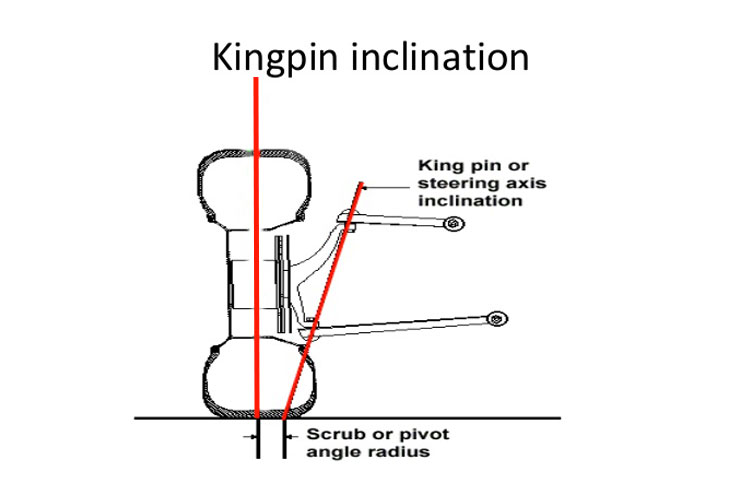 Kingpin inclination
King pin or
steering axis
inclination
Scrub or pivot
angle radius